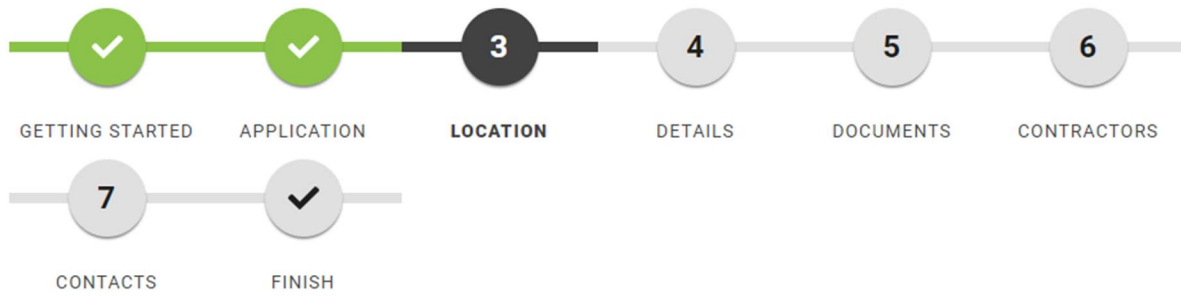 3 4 5 6
GETTING STARTED APPLICATION LOCATION DETAILS DOCUMENTS CONTRACTORS
7
CONTACTS FINISH